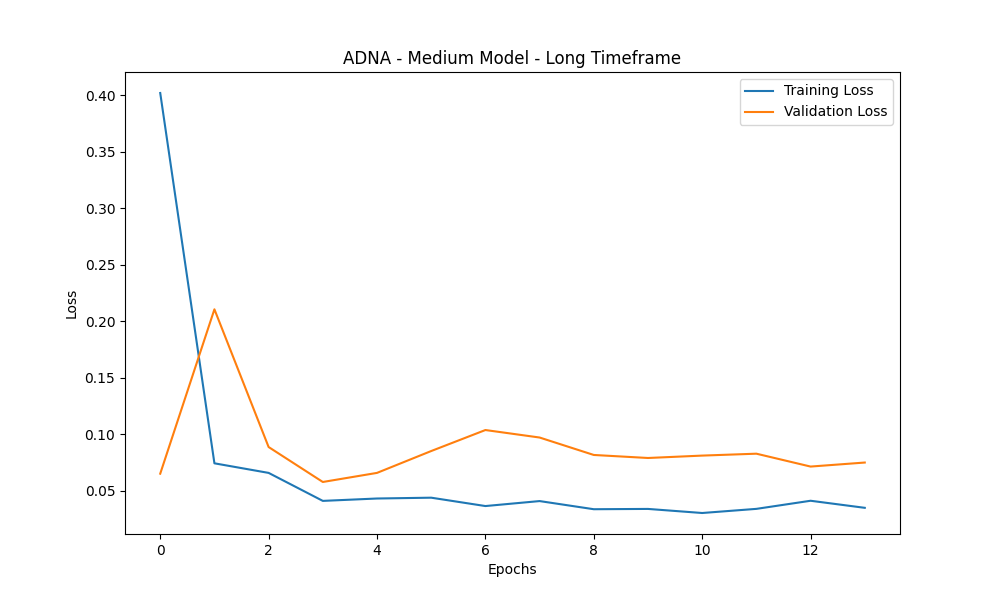 ADNA - Medium Model - Long Timeframe
Training Loss
Validation Loss
0.40
0.35
0.30
0.25
0.20
0.15
0.10
0.05
Loss
0 2 4 6 8 10 12
Epochs